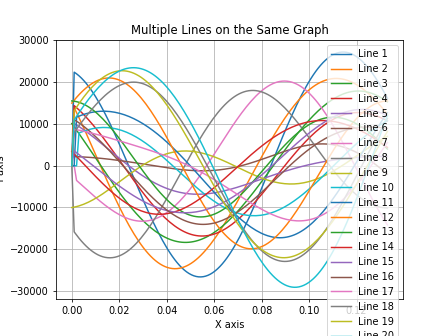 Multiple Lines on the Same Graph
30000
20000
10000
0
−10000
−20000
−30000
0.00
0.02
0.04
0.06
0.08
0.10
X axis
Line 1
Line 2
Line 3
Line 4
Line 5
Line 6
Line 7
Line 8
Line 9
Line 10
Line 11
Line 12
Line 13
Line 14
Line 15
Line 16
Line 17
Line 18
Line 19
Line 20